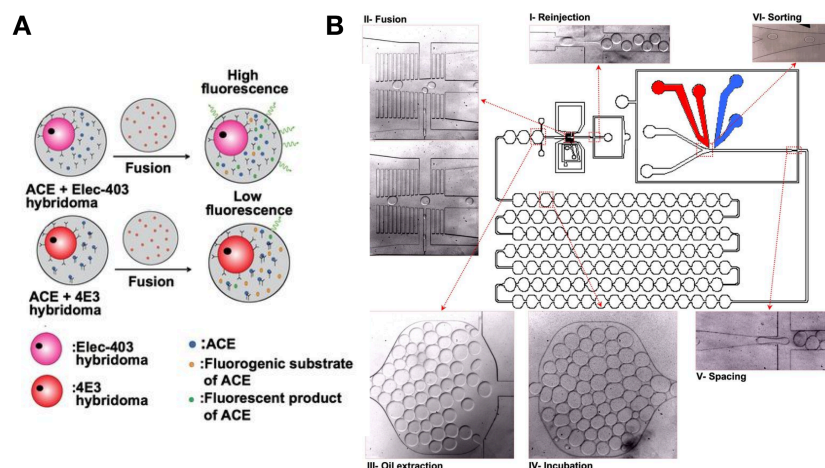 A
High
fluorescence
Fusion
ACE + Elec-403
hybridoma
Low
fluorescence
Fusion
ACE + 4E3
hybridoma
:Elec-403
hybridoma
:4E3
hybridoma
:ACE
:Fluorogenic substrate
of ACE
:Fluorescent product
of ACE
B
II- Fusion
I- Reinjection
VI- Sorting
V- Spacing
III- Oil extraction
IV- Incubation